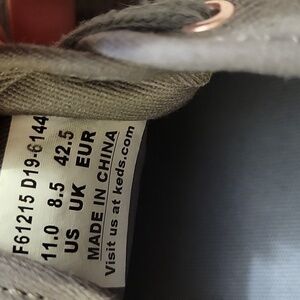 F61215 D19-6144
11.0 8.5 42.5
US UK EUR
MADE IN CHINA
Visit us at keds.com